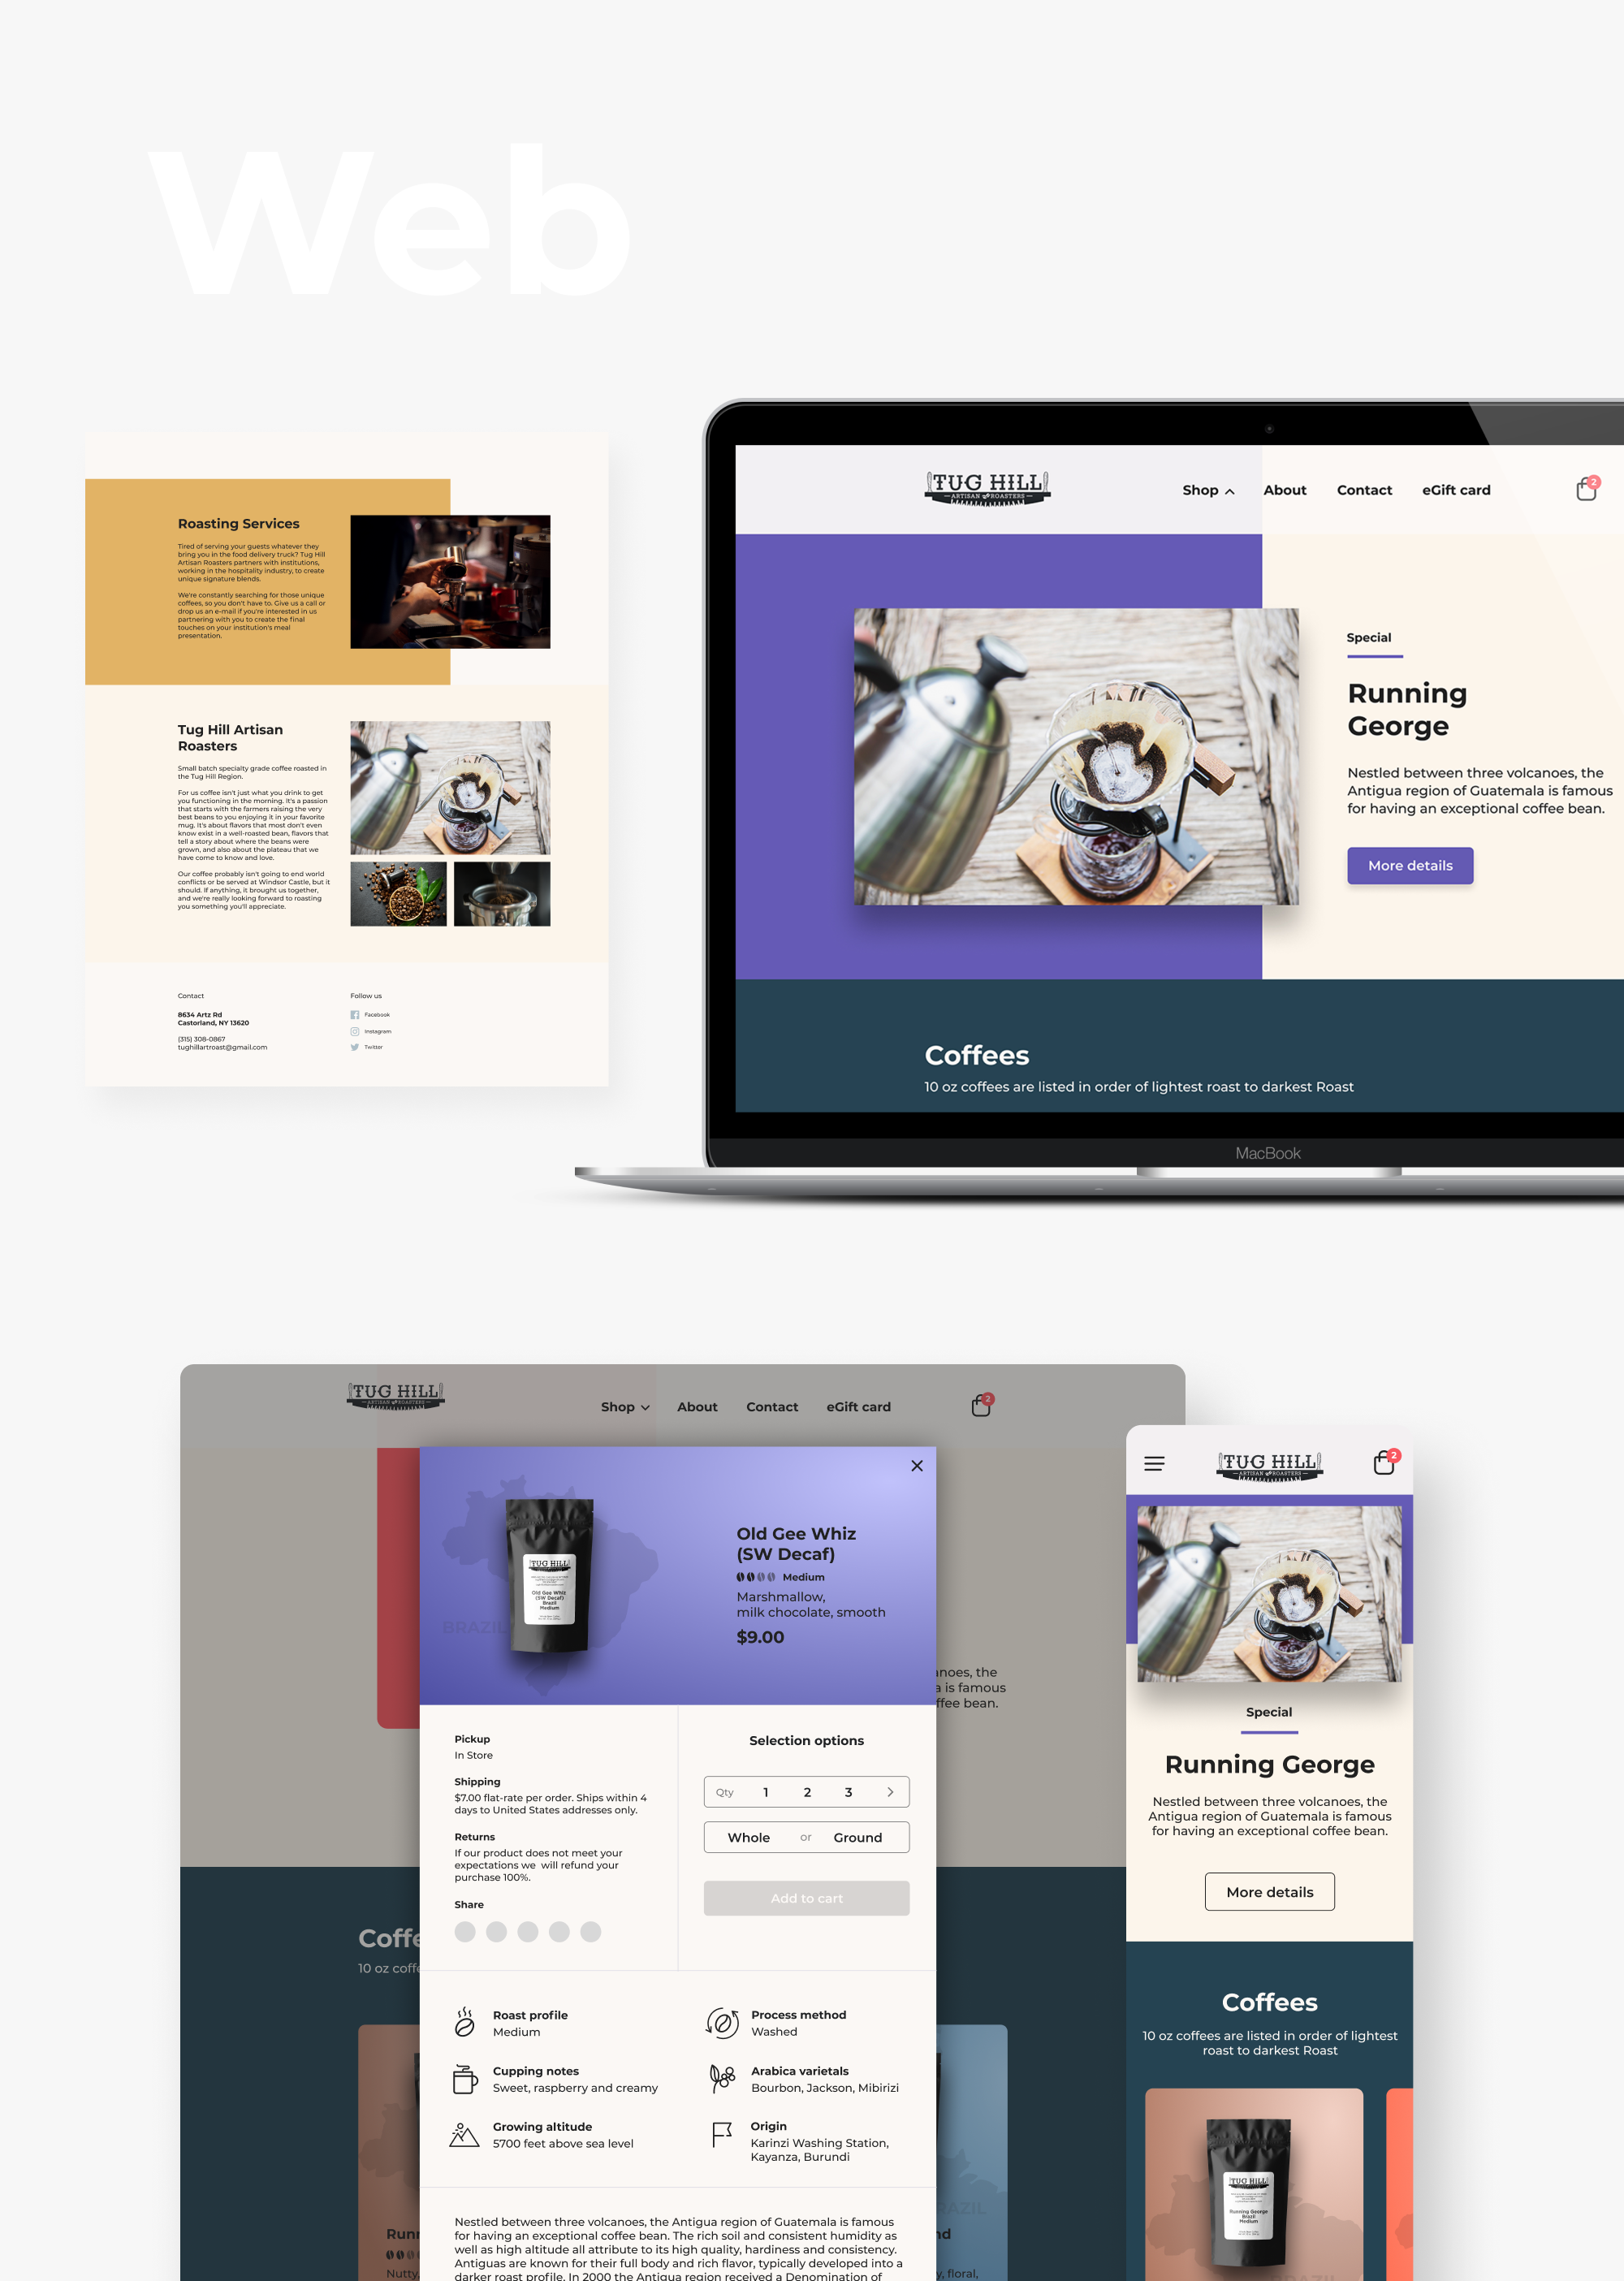 Web
Roasting Services
Tired of serving your guests whatever they
bring you in the food delivery truck? Tug Hill
Artisan Roasters partners with institutions,
working in the hospitality industry, to create
unique signature blends.
We're constantly searching for those unique
coffees, so you don't have to. Give us a call or
drop us an e-mail if you're interested in us
partnering with you to create the final
touches on your institution's meal
presentation.
Tug Hill Artisan
Roasters
Small batch specialty grade coffee roasted in
the Tug Hill Region.
For us coffee isn't just what you drink to get
you functioning in the morning. It's a passion
that starts with the farmers raising the very
best beans to you enjoying it in your favorite
mug. It's about flavors that most don't even
know exist in a well-roasted bean, flavors that
tell a story about where the beans were
grown, and also about the plateau that we
have come to know and love.
Our coffee probably isn't going to end world
conflicts or be served at Windsor Castle, but it
should. If anything, it brought us together,
and we're really looking forward to roasting
you something you'll appreciate.
Contact
8634 Artz Rd
Castorland, NY 13620
(315) 308-0867
tughillartroast@gmail.com
Follow us
Facebook
Instagram
Twitter
TUG HILL
ARTISAN ROASTERS
Shop About Contact eGift card 2
Special
Running
George
Nestled between three volcanoes, the
Antigua region of Guatemala is famous
for having an exceptional coffee bean.
More details
Coffees
10 oz coffees are listed in order of lightest roast to darkest Roast
MacBook
TUG HILL
ARTISAN ROASTERS
Shop About Contact eGift card 2
anoes, the
a is famous
ffee bean.
Coffe
10 oz coffe
Runn
Nutty,
RAZIL
nd
y, floral,
BRAZIL
TUG HILL
Old Gee Whiz
(SW Decaf)
Brazil
Medium
Old Gee Whiz
(SW Decaf)
Medium
Marshmallow,
milk chocolate, smooth
$9.00
Pickup
In Store
Shipping
$7.00 flat-rate per order. Ships within 4
days to United States addresses only.
Returns
If our product does not meet your
expectations we will refund your
purchase 100%.
Share
Selection options
Qty 1 2 3
Whole or Ground
Add to cart
Roast profile
Medium
Process method
Washed
Cupping notes
Sweet, raspberry and creamy
Arabica varietals
Bourbon, Jackson, Mibirizi
Growing altitude
5700 feet above sea level
Origin
Karinzi Washing Station,
Kayanza, Burundi
Nestled between three volcanoes, the Antigua region of Guatemala is famous
for having an exceptional coffee bean. The rich soil and consistent humidity as
well as high altitude all attribute to its high quality, hardiness and consistency.
Antiguas are known for their full body and rich flavor, typically developed into a
darker roast profile. In 2000 the Antigua region received a Denomination of
TUG HILL
ARTISAN ROASTERS
2
Special
Running George
Nestled between three volcanoes, the
Antigua region of Guatemala is famous
for having an exceptional coffee bean.
More details
Coffees
10 oz coffees are listed in order of lightest
roast to darkest Roast
TUG HILL
Running George
Brazil
Medium
BRAZIL